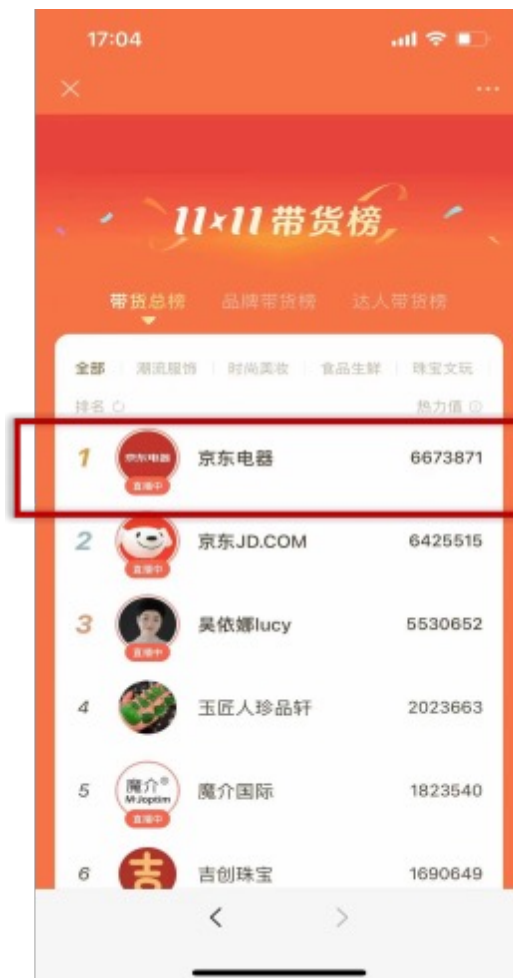 17:04
11×11带货榜
带货总榜 品牌带货榜 达人带货榜
全部 潮流服饰 时尚美妆 食品生鲜 珠宝文玩
排名 热力值
1 京东电器 直播中 京东电器 6673871
2 直播中 京东JD.COM 6425515
3 直播中 吴依娜lucy 5530652
4 玉匠人珍品轩 2023663
5 魔介® M·Joptim 直播中 魔介国际 1823540
6 吉 吉创珠宝 1690649